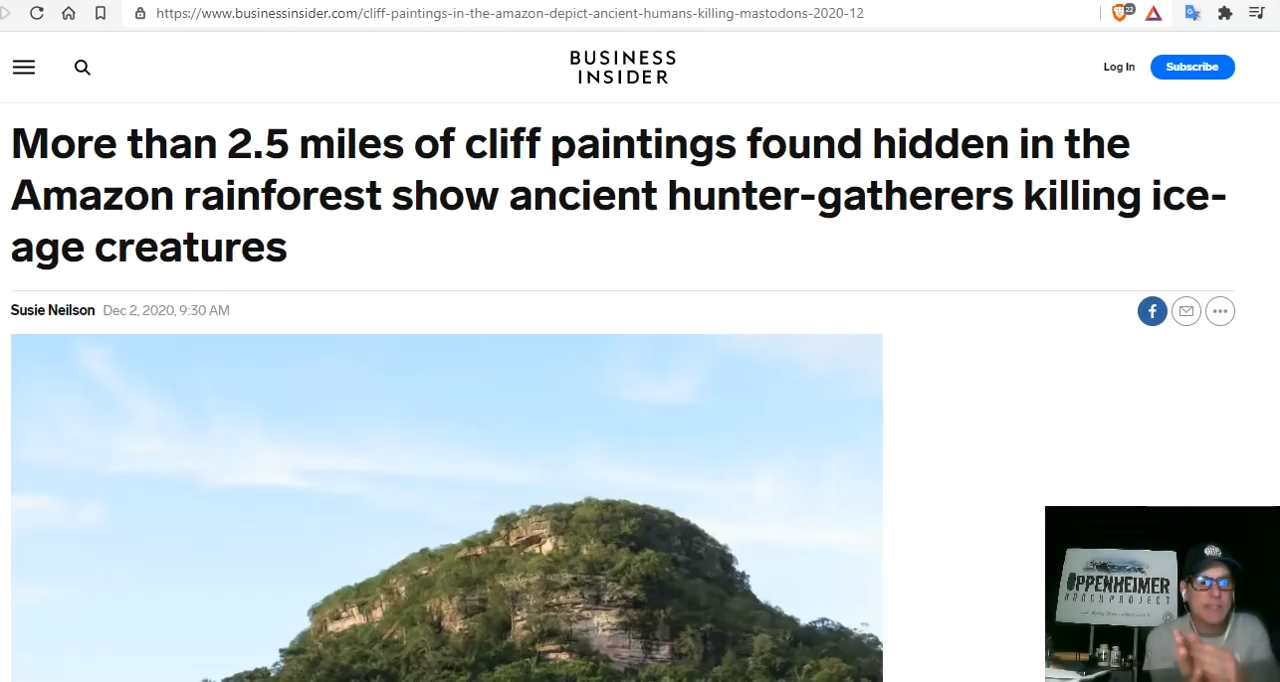 https://www.businessinsider.com/cliff-paintings-in-the-amazon-depict-ancient-humans-killing-mastodons-2020-12
22
BUSINESS
INSIDER
Log In
Subscribe
More than 2.5 miles of cliff paintings found hidden in the
Amazon rainforest show ancient hunter-gatherers killing ice-
age creatures
Susie Neilson Dec 2, 2020, 9:30 AM
OPPENHEIMER
RANCH PROJECT